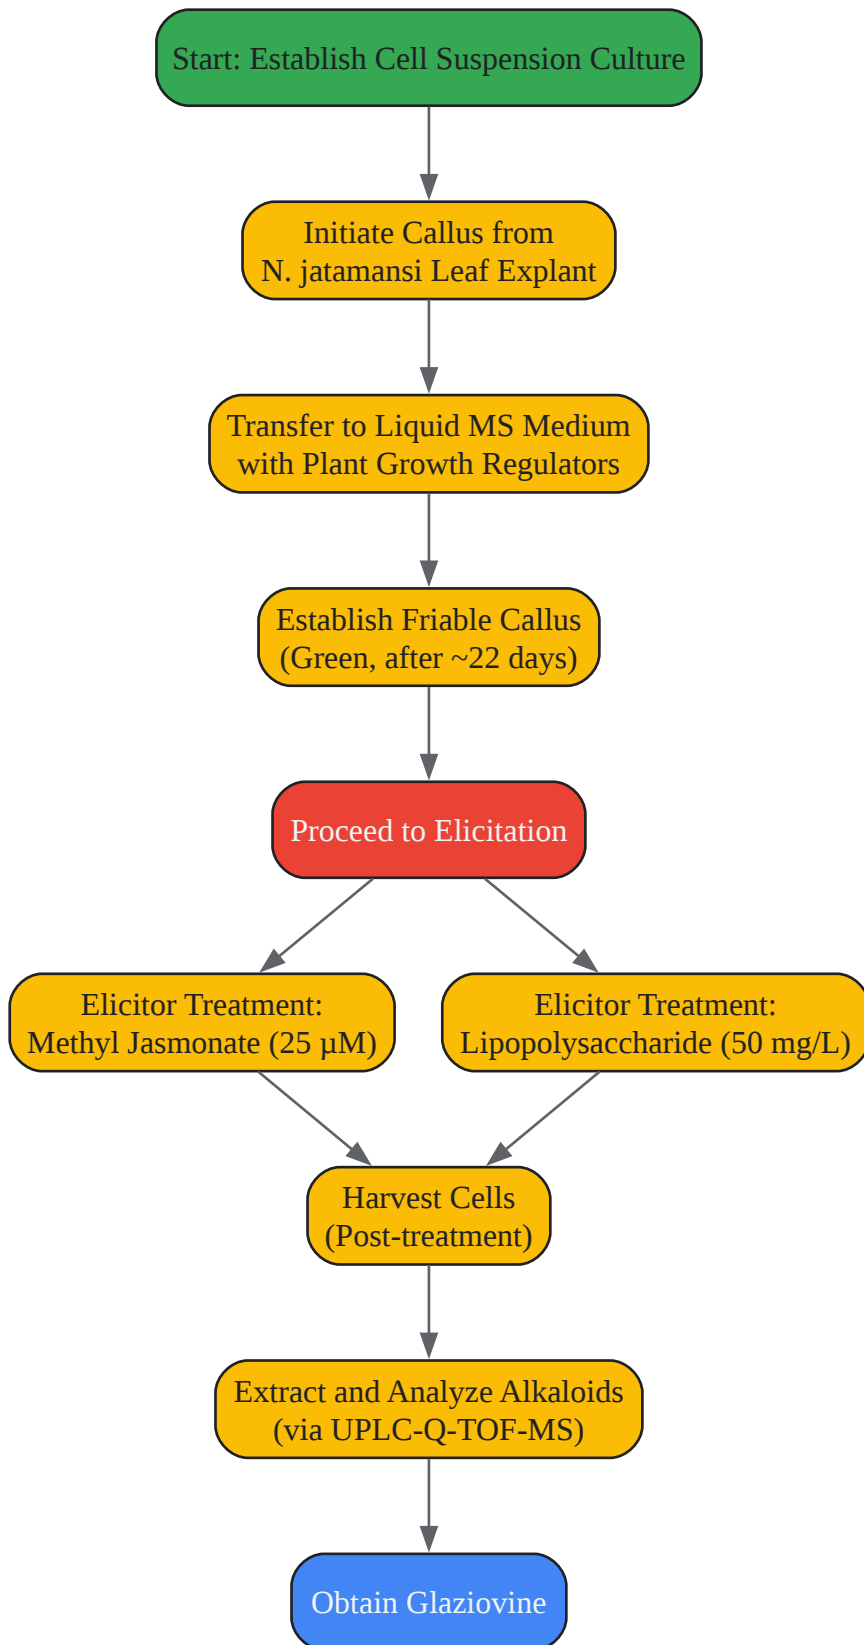 Start: Establish Cell Suspension Culture
Initiate Callus from
N. jatamansi Leaf Explant
Transfer to Liquid MS Medium
with Plant Growth Regulators
Establish Friable Callus
(Green, after ~22 days)
Proceed to Elicitation
Elicitor Treatment:
Methyl Jasmonate (25 µM)
Elicitor Treatment:
Lipopolysaccharide (50 mg/L)
Harvest Cells
(Post-treatment)
Extract and Analyze Alkaloids
(via UPLC-Q-TOF-MS)
Obtain Glaziovine